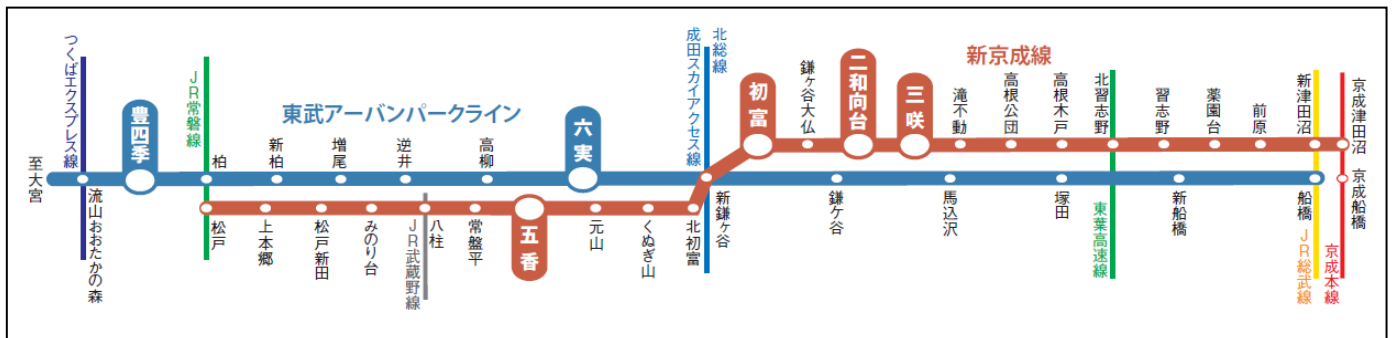 至大宮
つくばエクスプレス線
流山おおたかの森
豊四季
JR常磐線
柏
東武アーバンパークライン
新柏
増尾
逆井
高柳
六実
松戸
上本郷
松戸新田
みのり台
JR武蔵野線
八柱
常盤平
五香
元山
くぬぎ山
北初富
成田スカイアクセス線
北総線
新鎌ヶ谷
新京成線
初富
鎌ヶ谷大仏
二和向台
三咲
滝不動
高根公団
高根木戸
北習志野
習志野
薬園台
前原
新津田沼
京成津田沼
鎌ヶ谷
馬込沢
塚田
東葉高速線
新船橋
船橋
JR総武線
京成本線
京成船橋